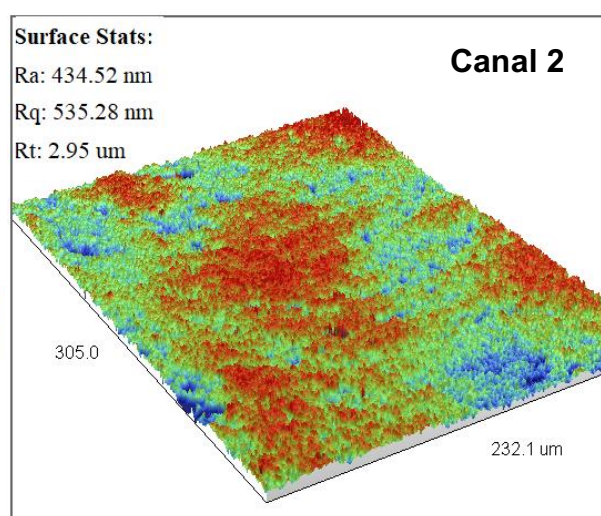 Surface Stats:
Ra: 434.52 nm
Rq: 535.28 nm
Rt: 2.95 um
Canal 2
305.0
232.1 um